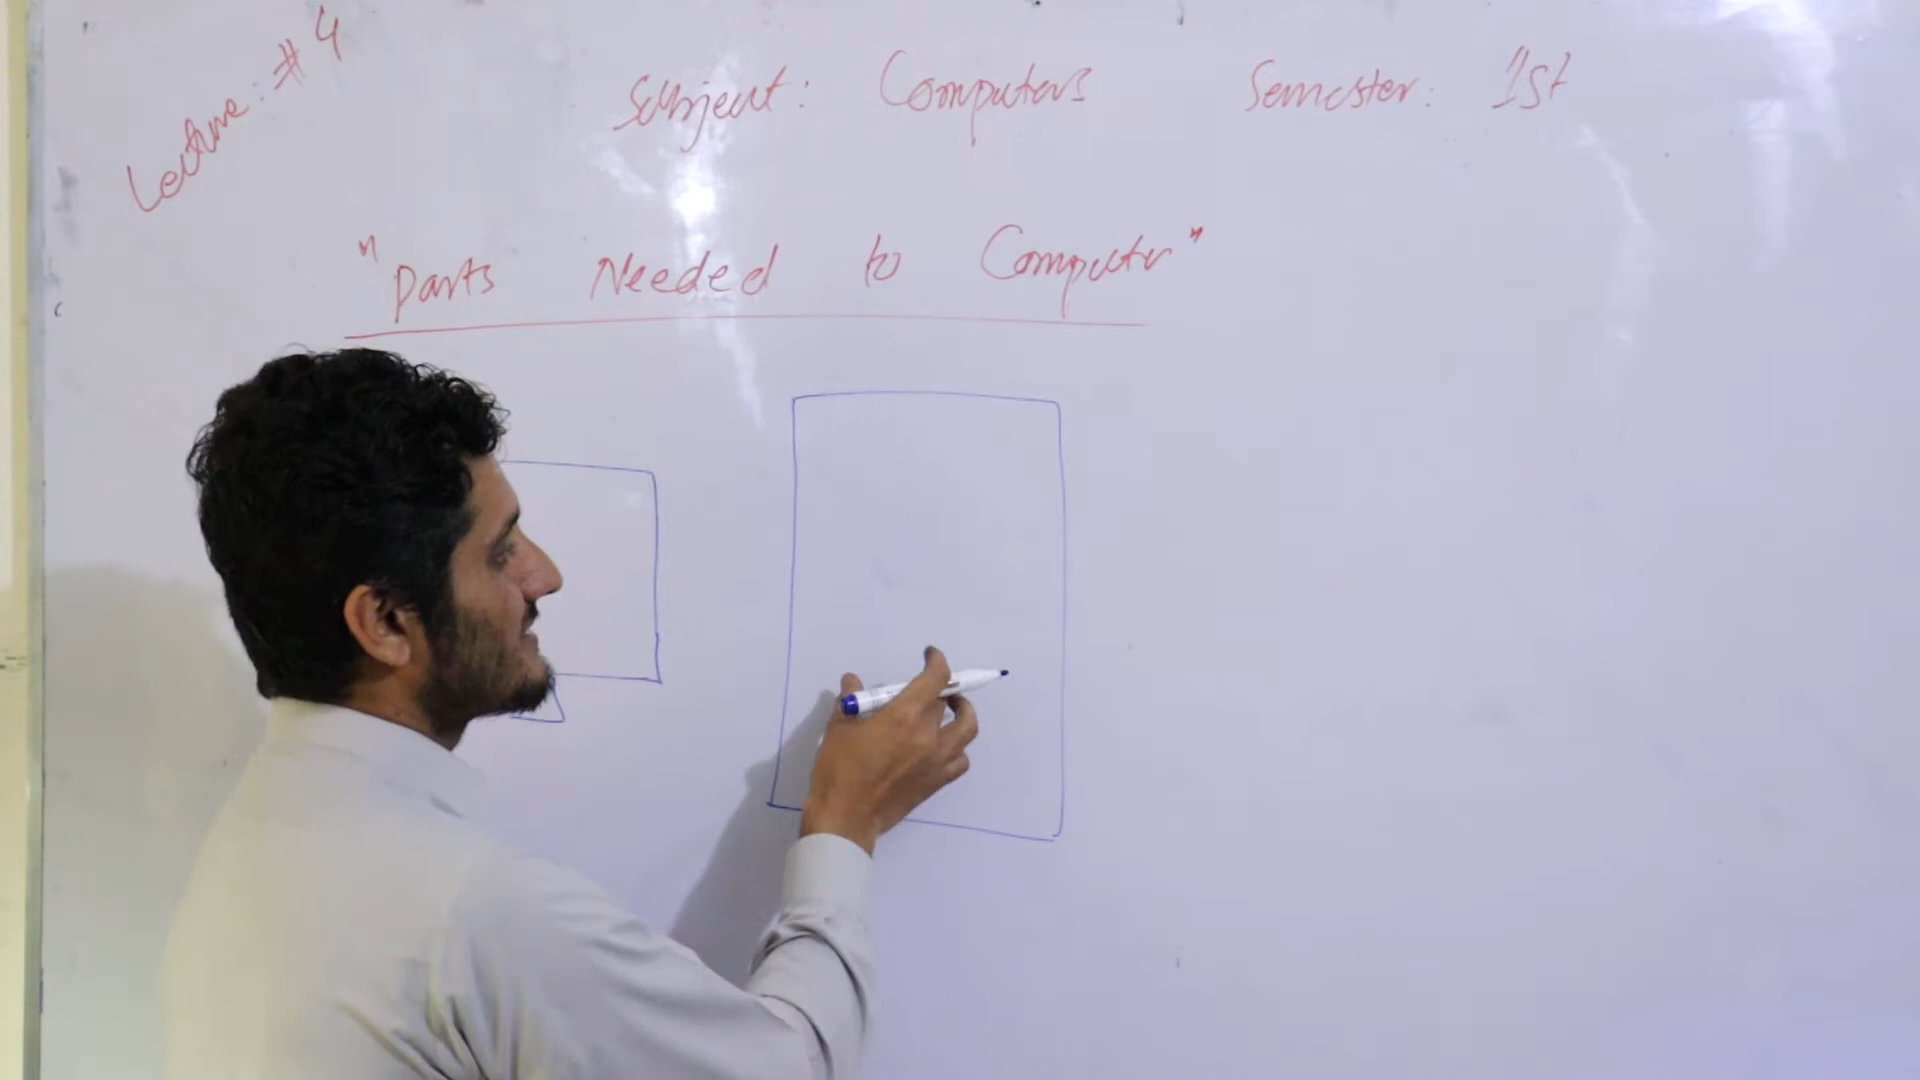 Lecture: # 4
Subject: Computers Semester: 1st
"Parts Needed to Computer"